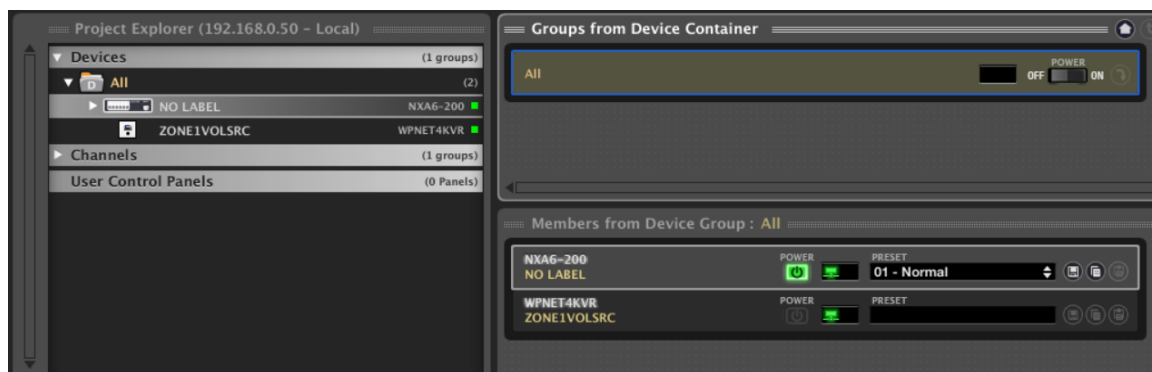 Project Explorer (192.168.0.50 – Local)
Devices (1 groups)
D All (2)
NO LABEL NXA6-200
ZONE1VOLSRC WPNET4KVR
Channels (1 groups)
User Control Panels (0 Panels)
Groups from Device Container
All OFF POWER ON
Members from Device Group : All
NXA6-200 POWER PRESET
NO LABEL 01 - Normal
WPNET4KVR POWER PRESET
ZONE1VOLSRC